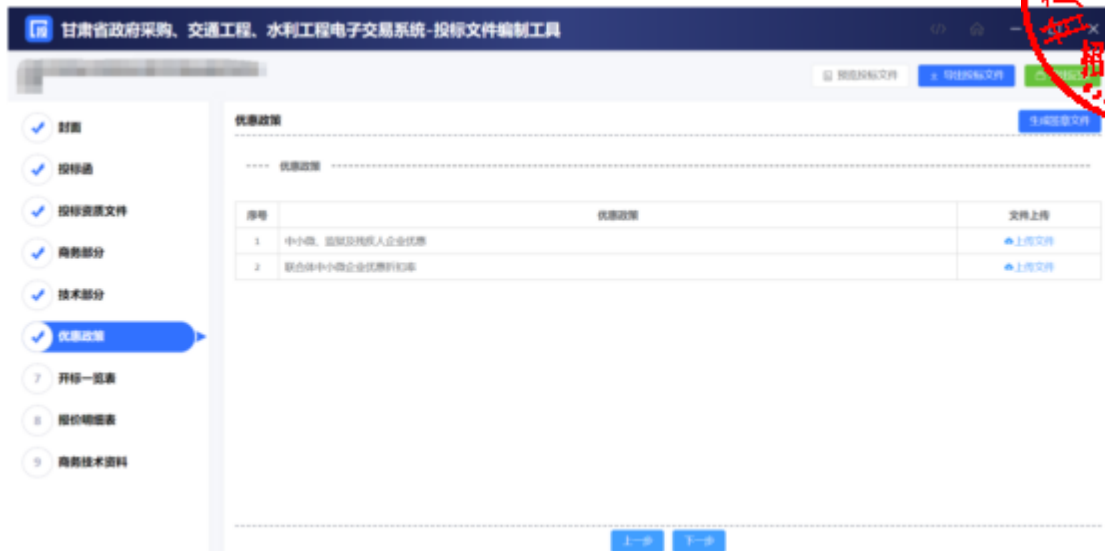 甘肃省政府采购、交通工程、水利工程电子交易系统-投标文件编制工具
预览投标文件
导出投标文件
封面
投标函
投标资质文件
商务部分
技术部分
优惠政策
7 开标一览表
8 报价明细表
9 商务技术资料
优惠政策
生成签章文件
优惠政策
序号 优惠政策 文件上传
1 中小微、监狱及残疾人企业优惠 上传文件
2 联合体中小微企业优惠折扣率 上传文件
上一步 下一步